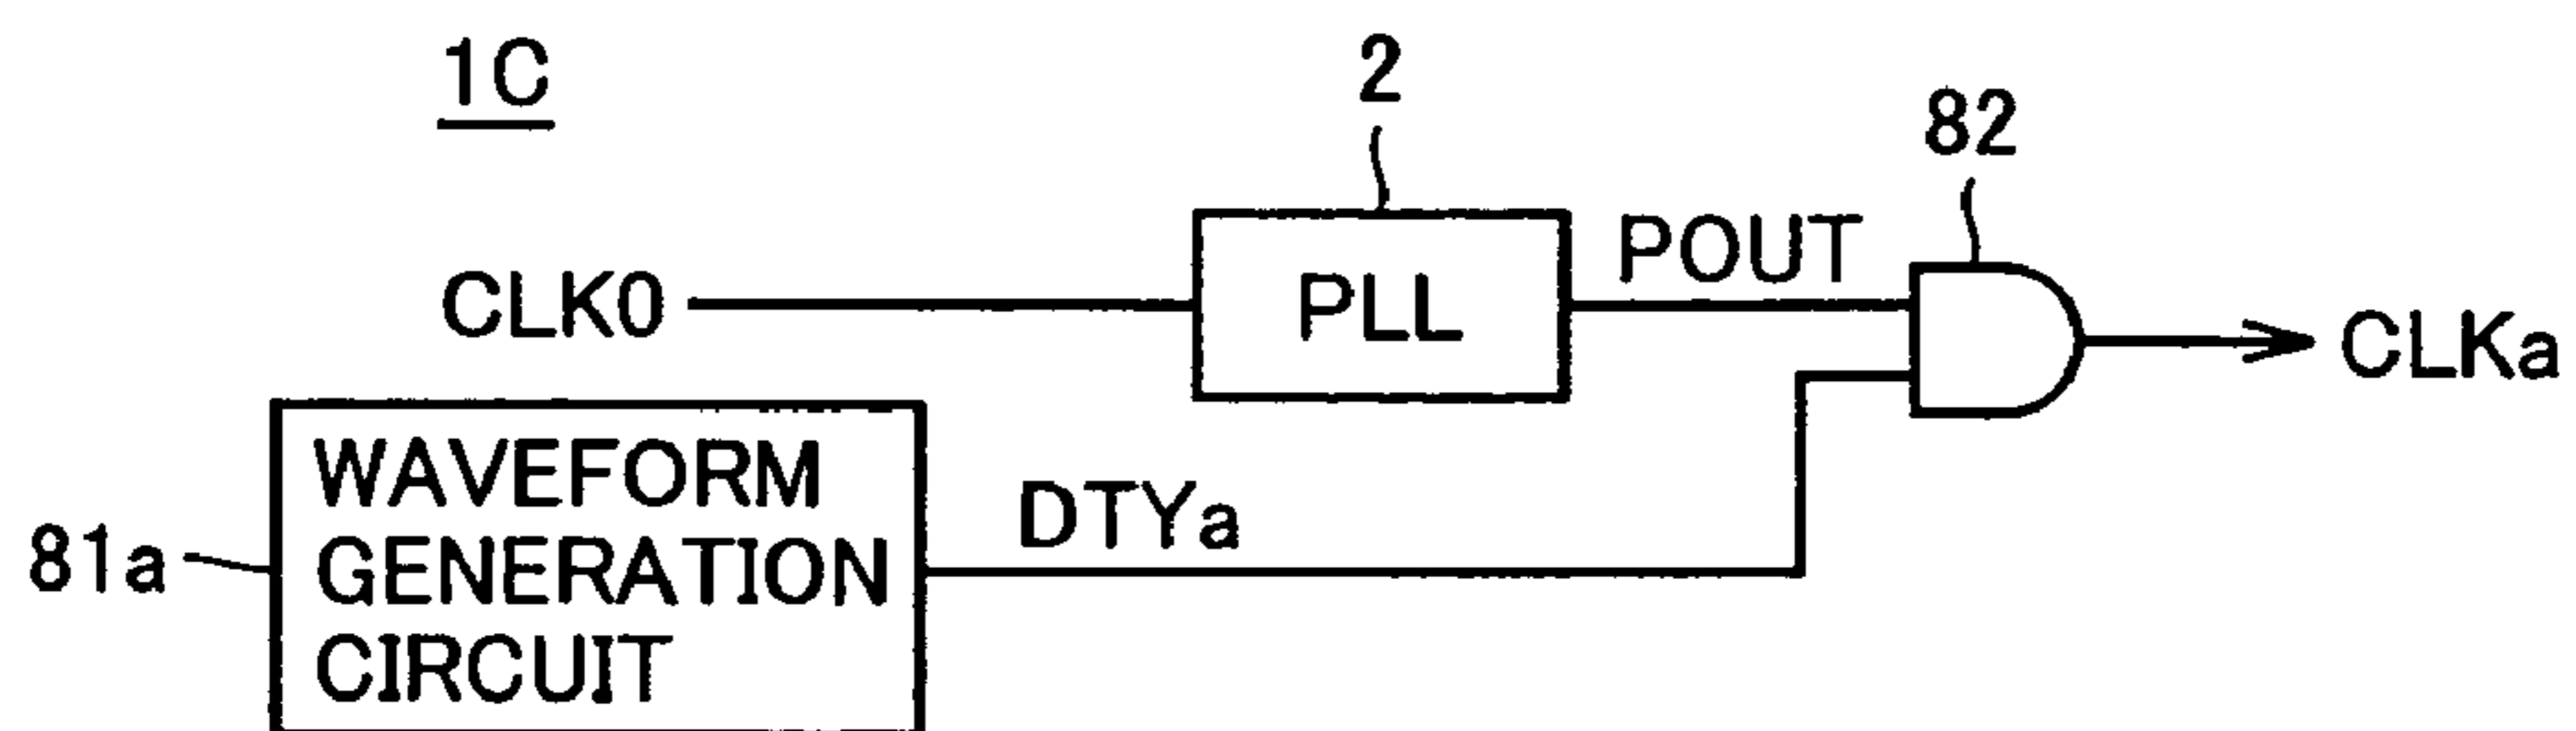 1C
2
82
CLK0
PLL
POUT
CLKa
81a
WAVEFORM
GENERATION
CIRCUIT
DTYa